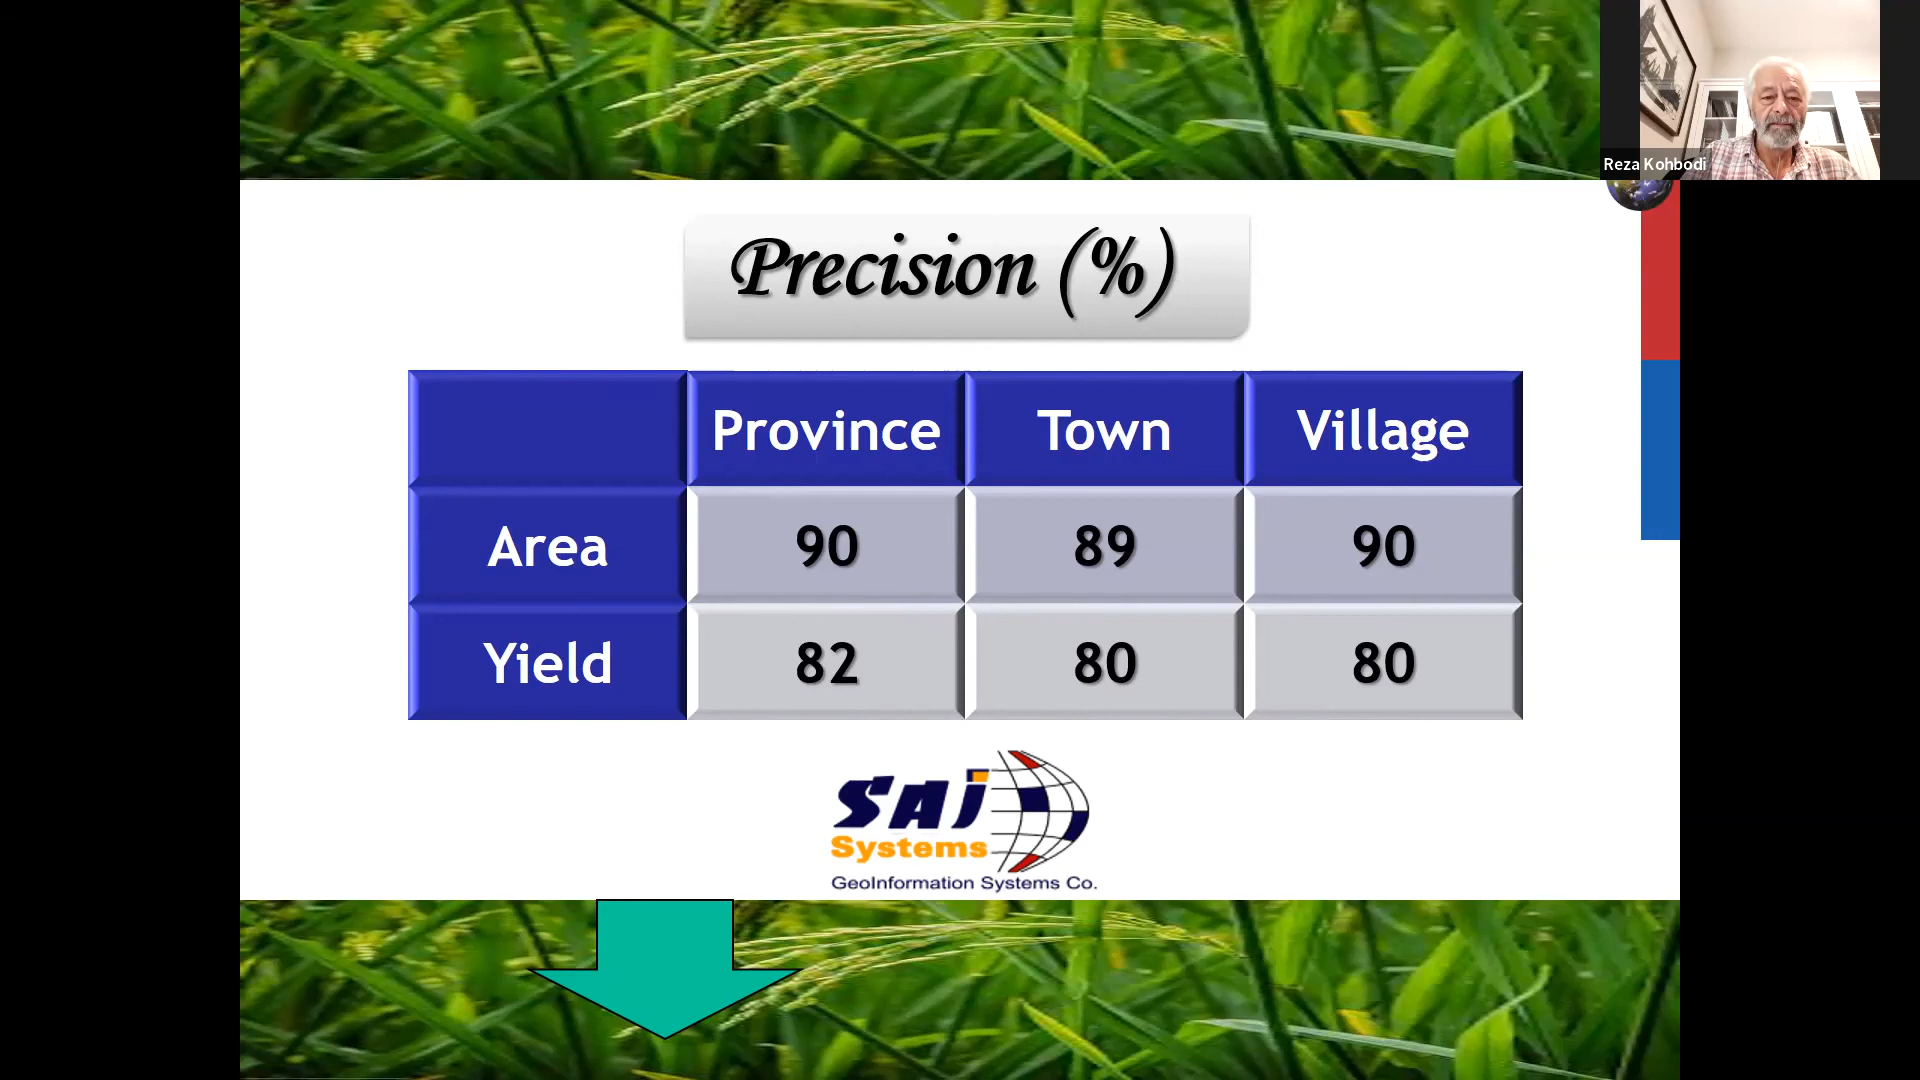 Reza Kohbodi
Precision (%)
Province Town Village
Area 90 89 90
Yield 82 80 80
SAJ
Systems
GeoInformation Systems Co.